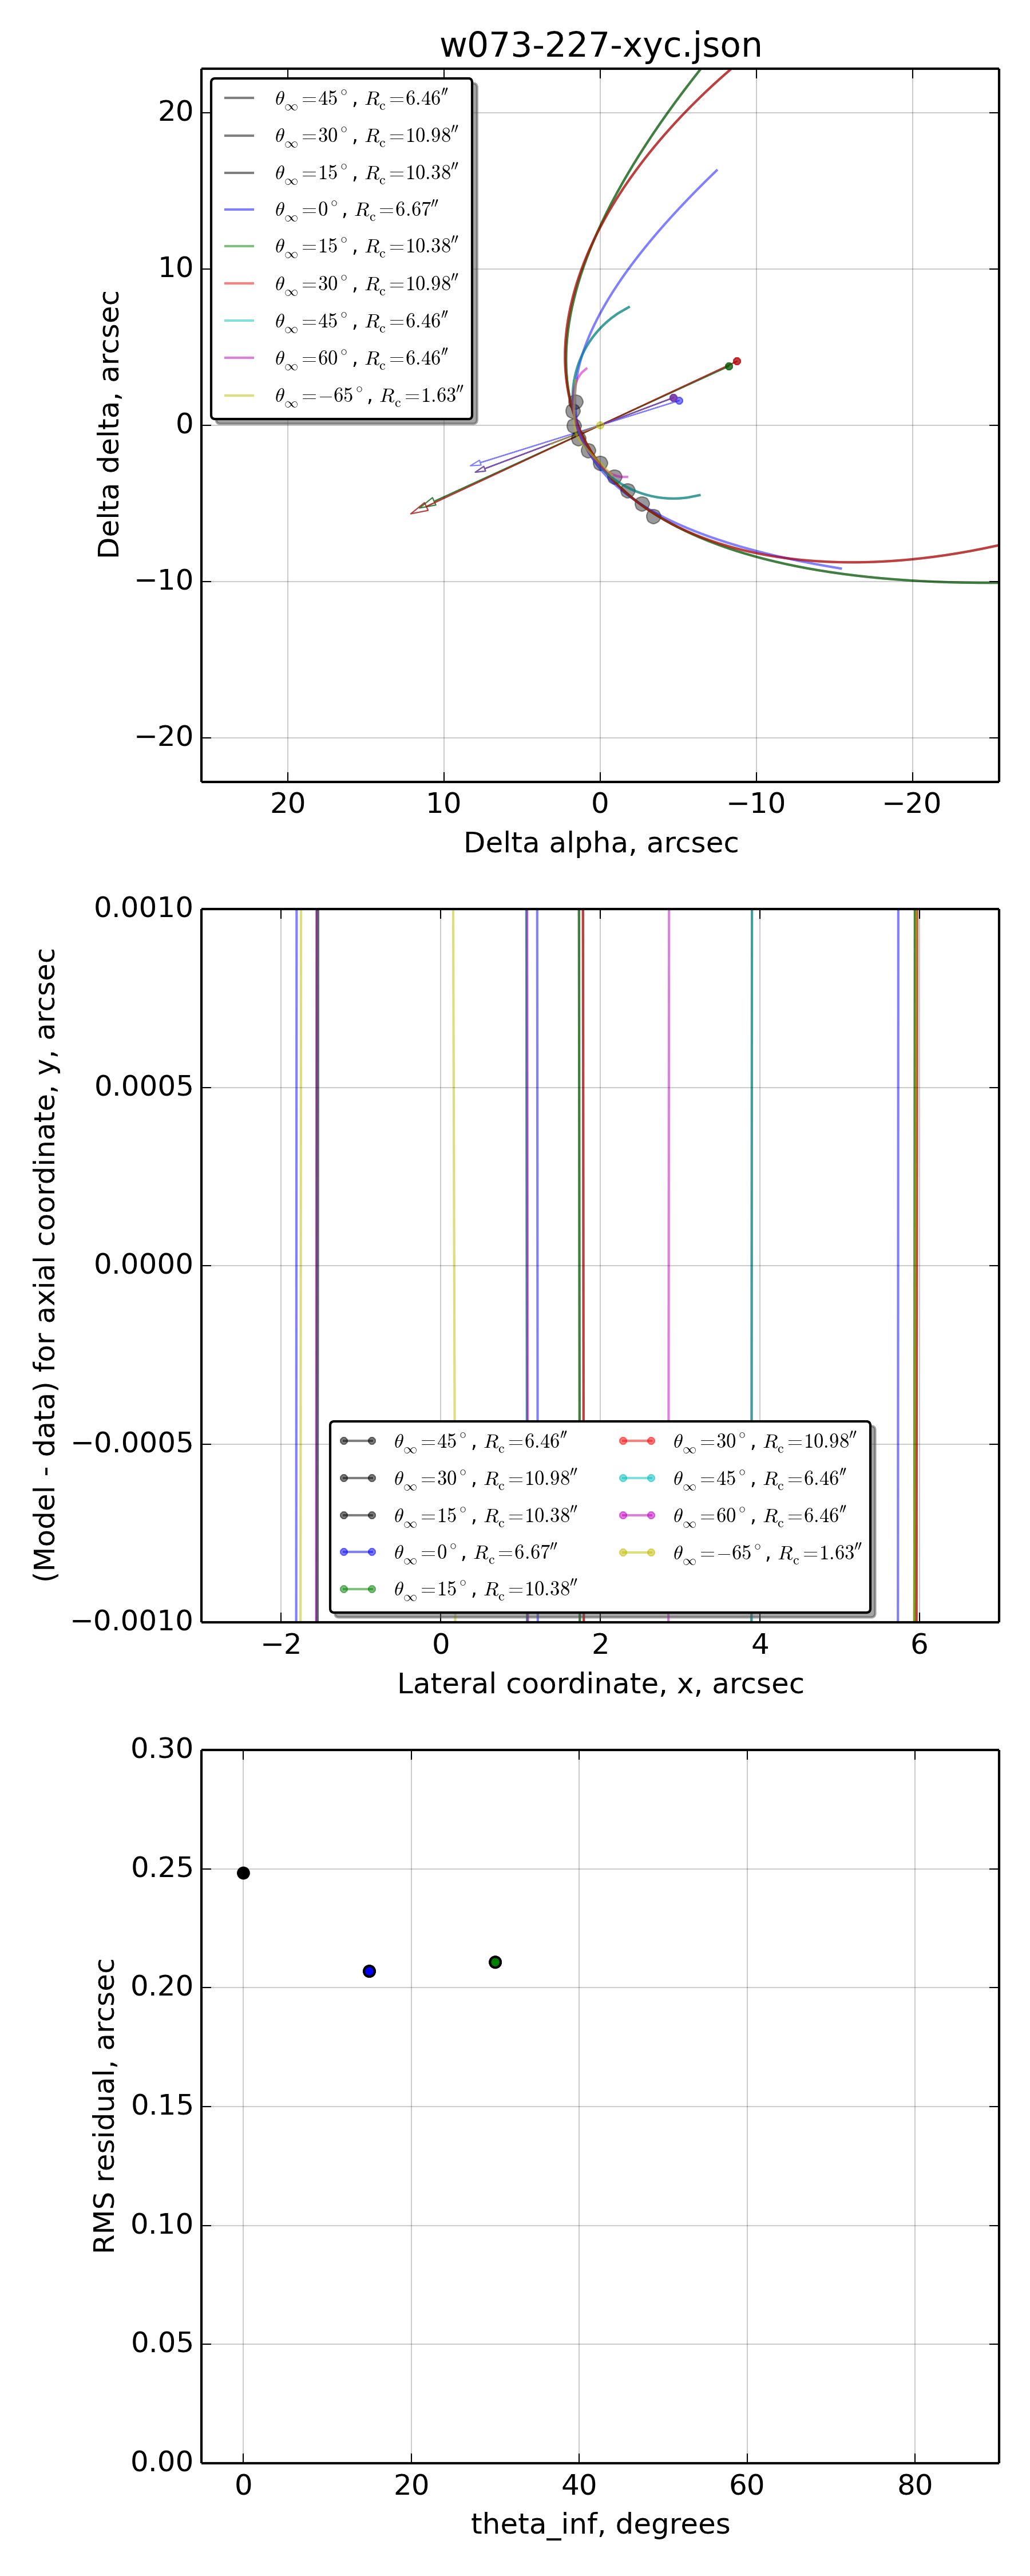 w073-227-xyc.json
θ∞=45°, Rc=6.46″
θ∞=30°, Rc=10.98″
θ∞=15°, Rc=10.38″
θ∞=0°, Rc=6.67″
θ∞=15°, Rc=10.38″
θ∞=30°, Rc=10.98″
θ∞=45°, Rc=6.46″
θ∞=60°, Rc=6.46″
θ∞=−65°, Rc=1.63″
20
10
0
−10
−20
Delta delta, arcsec
20 10 0 −10 −20
Delta alpha, arcsec
0.0010
0.0005
0.0000
−0.0005
−0.0010
(Model - data) for axial coordinate, y, arcsec
θ∞=45°, Rc=6.46″
θ∞=30°, Rc=10.98″
θ∞=15°, Rc=10.38″
θ∞=0°, Rc=6.67″
θ∞=15°, Rc=10.38″
θ∞=30°, Rc=10.98″
θ∞=45°, Rc=6.46″
θ∞=60°, Rc=6.46″
θ∞=−65°, Rc=1.63″
−2 0 2 4 6
Lateral coordinate, x, arcsec
0.30
0.25
0.20
0.15
0.10
0.05
0.00
RMS residual, arcsec
0 20 40 60 80
theta_inf, degrees